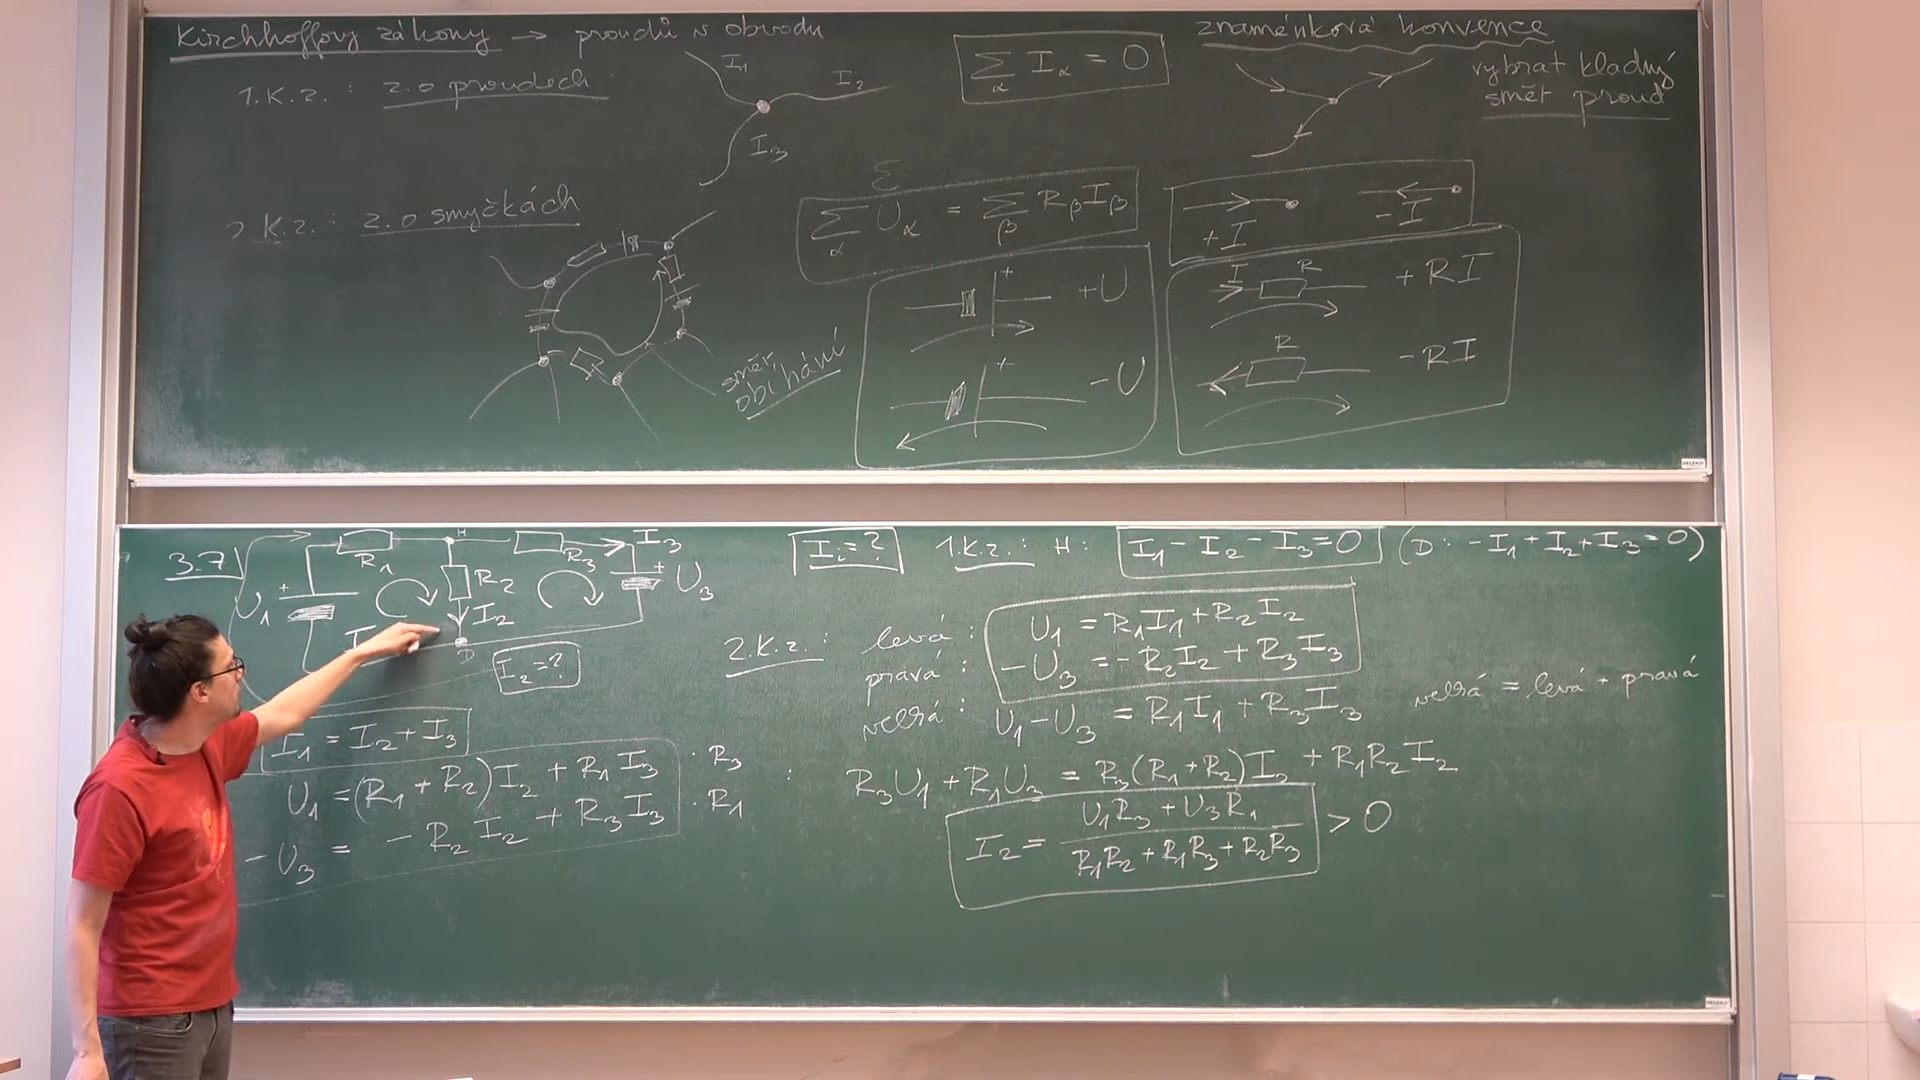 Kirchhoffovy zákony → proudů v obvodu
1.K.z. : z. o proudech
I₁
I₂
I₃
∑α Iα = 0
znaménková konvence
vybrat kladný
směr proud
2.K.z. : z. o smyčkách
∑
∑α Uα = ∑β Rβ Iβ
+I
-I
směr
obíhání
+
+U
+
-U
I R
+RI
R
-RI
3.7
R₁
H
R₃
I₃
+
U₁
R₂
I₂
+
U₃
D
I₂=?
Iᵢ=?
1.K.z.: H: I₁-I₂-I₃=0 (D: -I₁+I₂+I₃=0)
2.K.z.: levá: U₁ = R₁I₁+R₂I₂
pravá: -U₃ = -R₂I₂+R₃I₃
velká: U₁-U₃ = R₁I₁+R₃I₃
velká = levá + pravá
I₁ = I₂+I₃
U₁ = (R₁+R₂)I₂ + R₁I₃ · R₃
-U₃ = -R₂I₂ + R₃I₃ · R₁
: R₃U₁+R₁U₃ = R₃(R₁+R₂)I₂ + R₁R₂I₂
I₂ = (U₁R₃+U₃R₁)/(R₁R₂+R₁R₃+R₂R₃) > 0